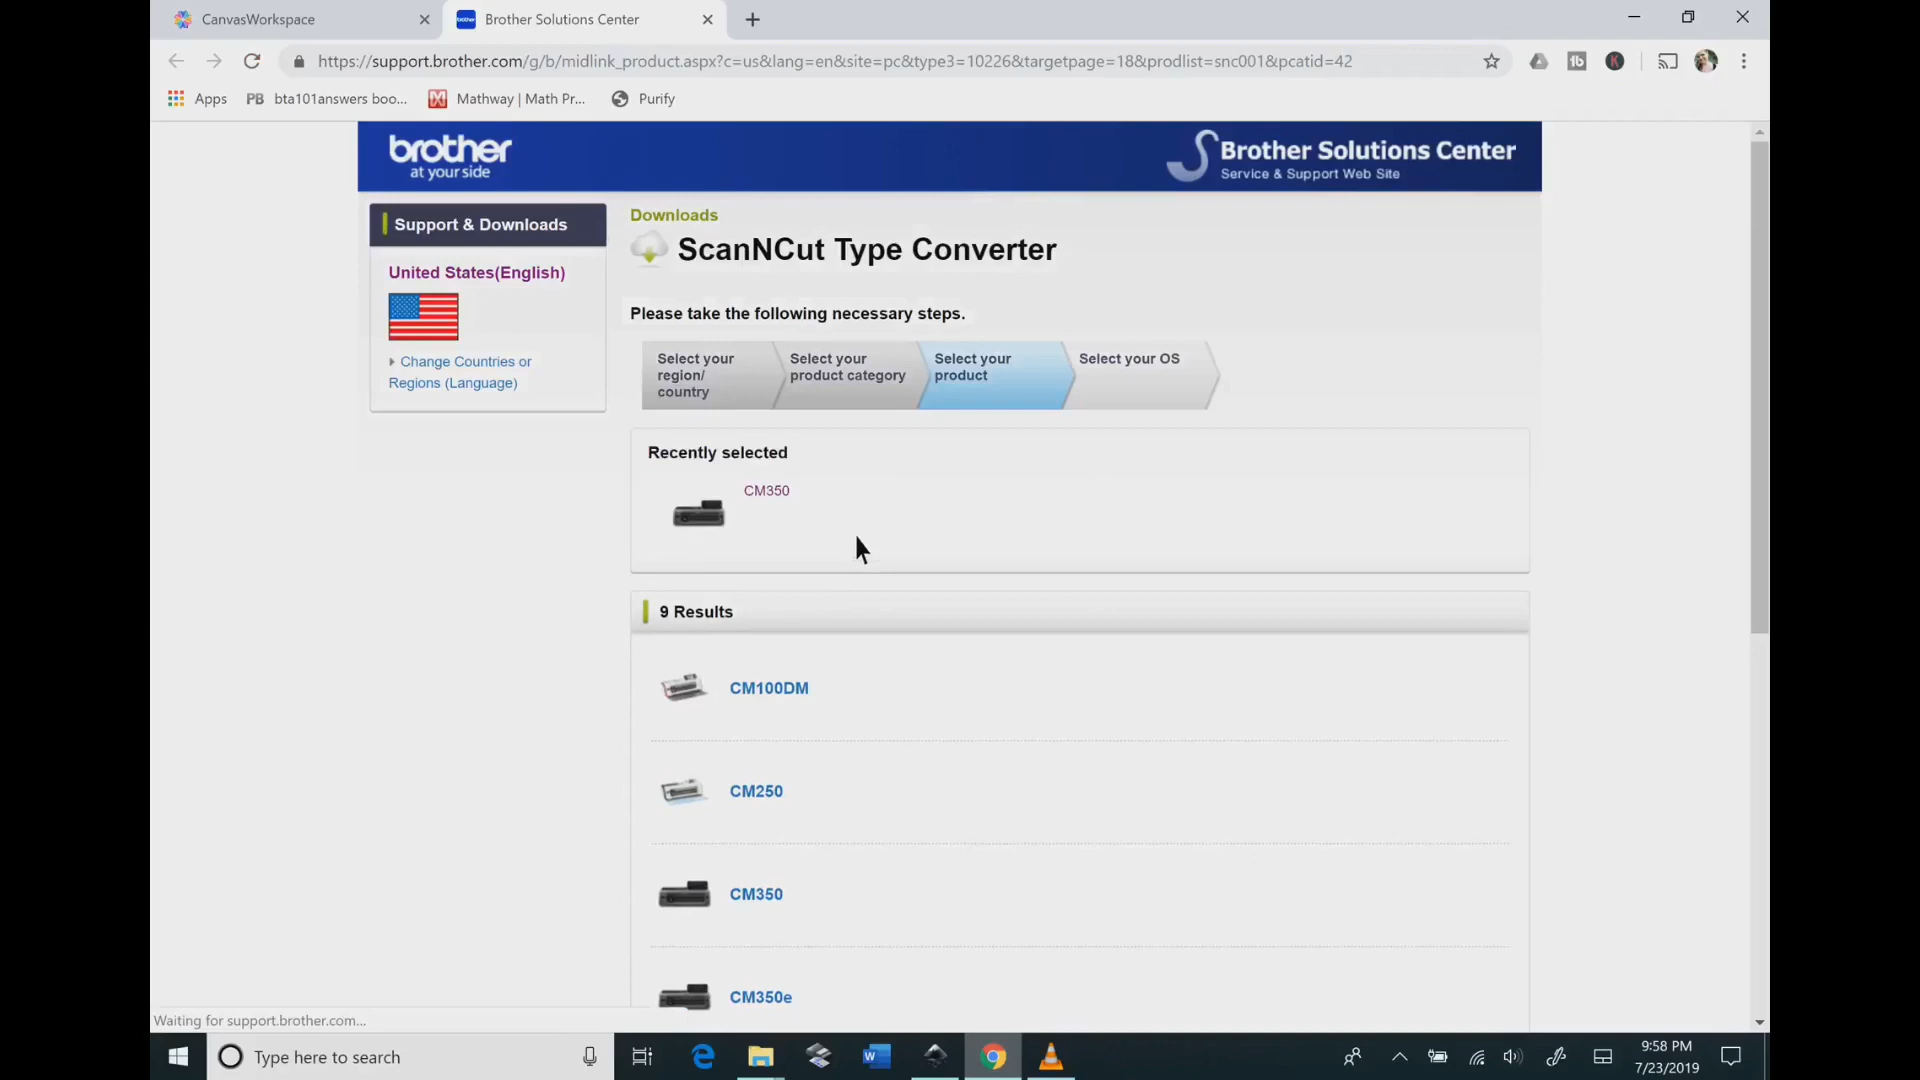 CanvasWorkspace
Brother Solutions Center
https://support.brother.com/g/b/midlink_product.aspx?c=us&lang=en&site=pc&type3=10226&targetpage=18&prodlist=snc001&pcatid=42
Apps
PB bta101answers boo...
Mathway | Math Pr...
Purify
brother
at your side
Brother Solutions Center
Service & Support Web Site
Support & Downloads
United States(English)
Change Countries or
Regions (Language)
Downloads
ScanNCut Type Converter
Please take the following necessary steps.
Select your
region/
country
Select your
product category
Select your
product
Select your OS
Recently selected
CM350
9 Results
CM100DM
CM250
CM350
CM350e
Waiting for support.brother.com...
Type here to search
9:58 PM
7/23/2019